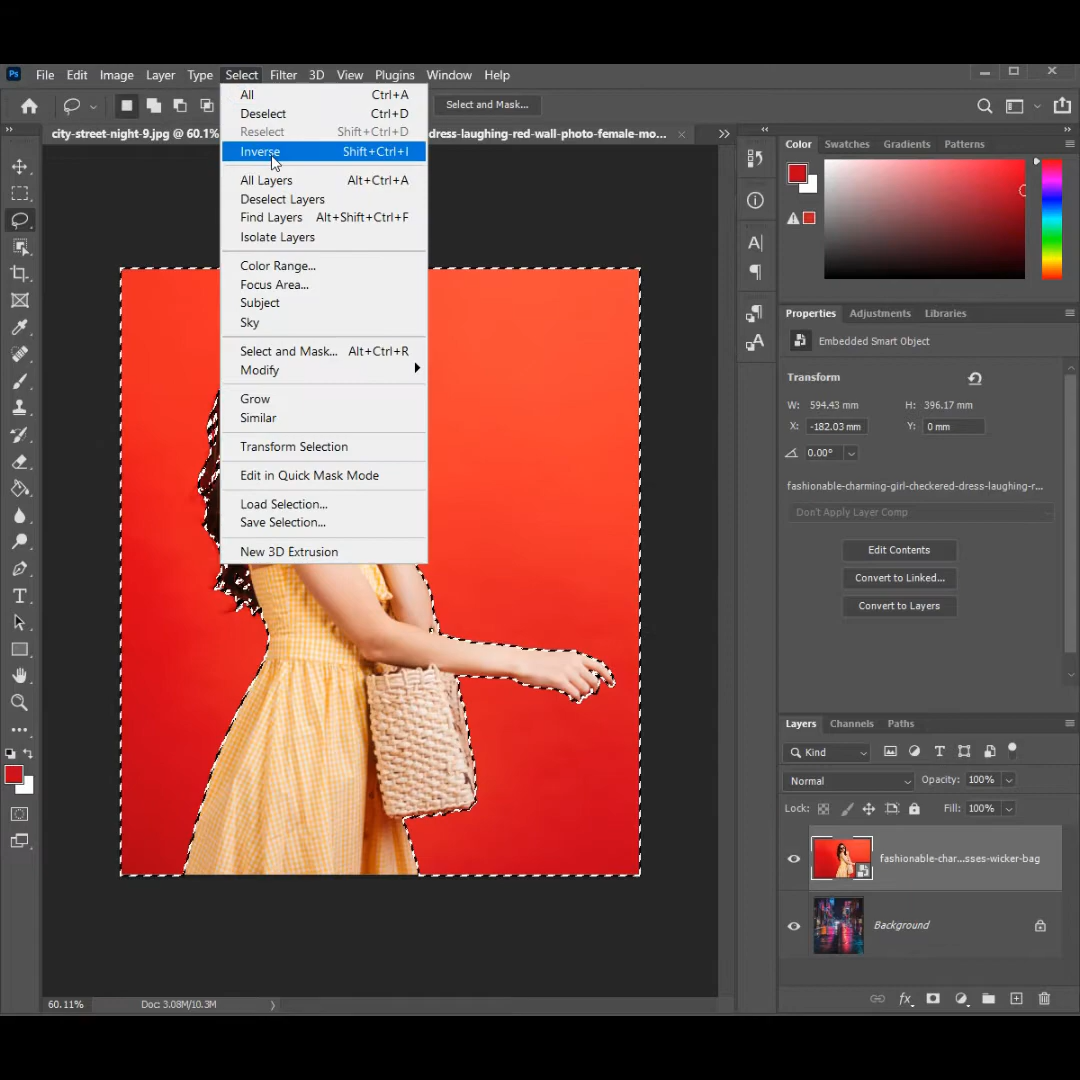 Ps File Edit Image Layer Type Select Filter 3D View Plugins Window Help
Select and Mask...
city-street-night-9.jpg @ 60.1%
dress-laughing-red-wall-photo-female-mo...
All Ctrl+A
Deselect Ctrl+D
Reselect Shift+Ctrl+D
Inverse Shift+Ctrl+I
All Layers Alt+Ctrl+A
Deselect Layers
Find Layers Alt+Shift+Ctrl+F
Isolate Layers
Color Range...
Focus Area...
Subject
Sky
Select and Mask... Alt+Ctrl+R
Modify
Grow
Similar
Transform Selection
Edit in Quick Mask Mode
Load Selection...
Save Selection...
New 3D Extrusion
Color Swatches Gradients Patterns
Properties Adjustments Libraries
Embedded Smart Object
Transform
W: 594.43 mm H: 396.17 mm
X: -182.03 mm Y: 0 mm
0.00°
fashionable-charming-girl-checkered-dress-laughing-r...
Don't Apply Layer Comp
Edit Contents
Convert to Linked...
Convert to Layers
Layers Channels Paths
Kind
Normal Opacity: 100%
Lock: Fill: 100%
fashionable-char...sses-wicker-bag
Background
60.11% Doc: 3.08M/10.3M